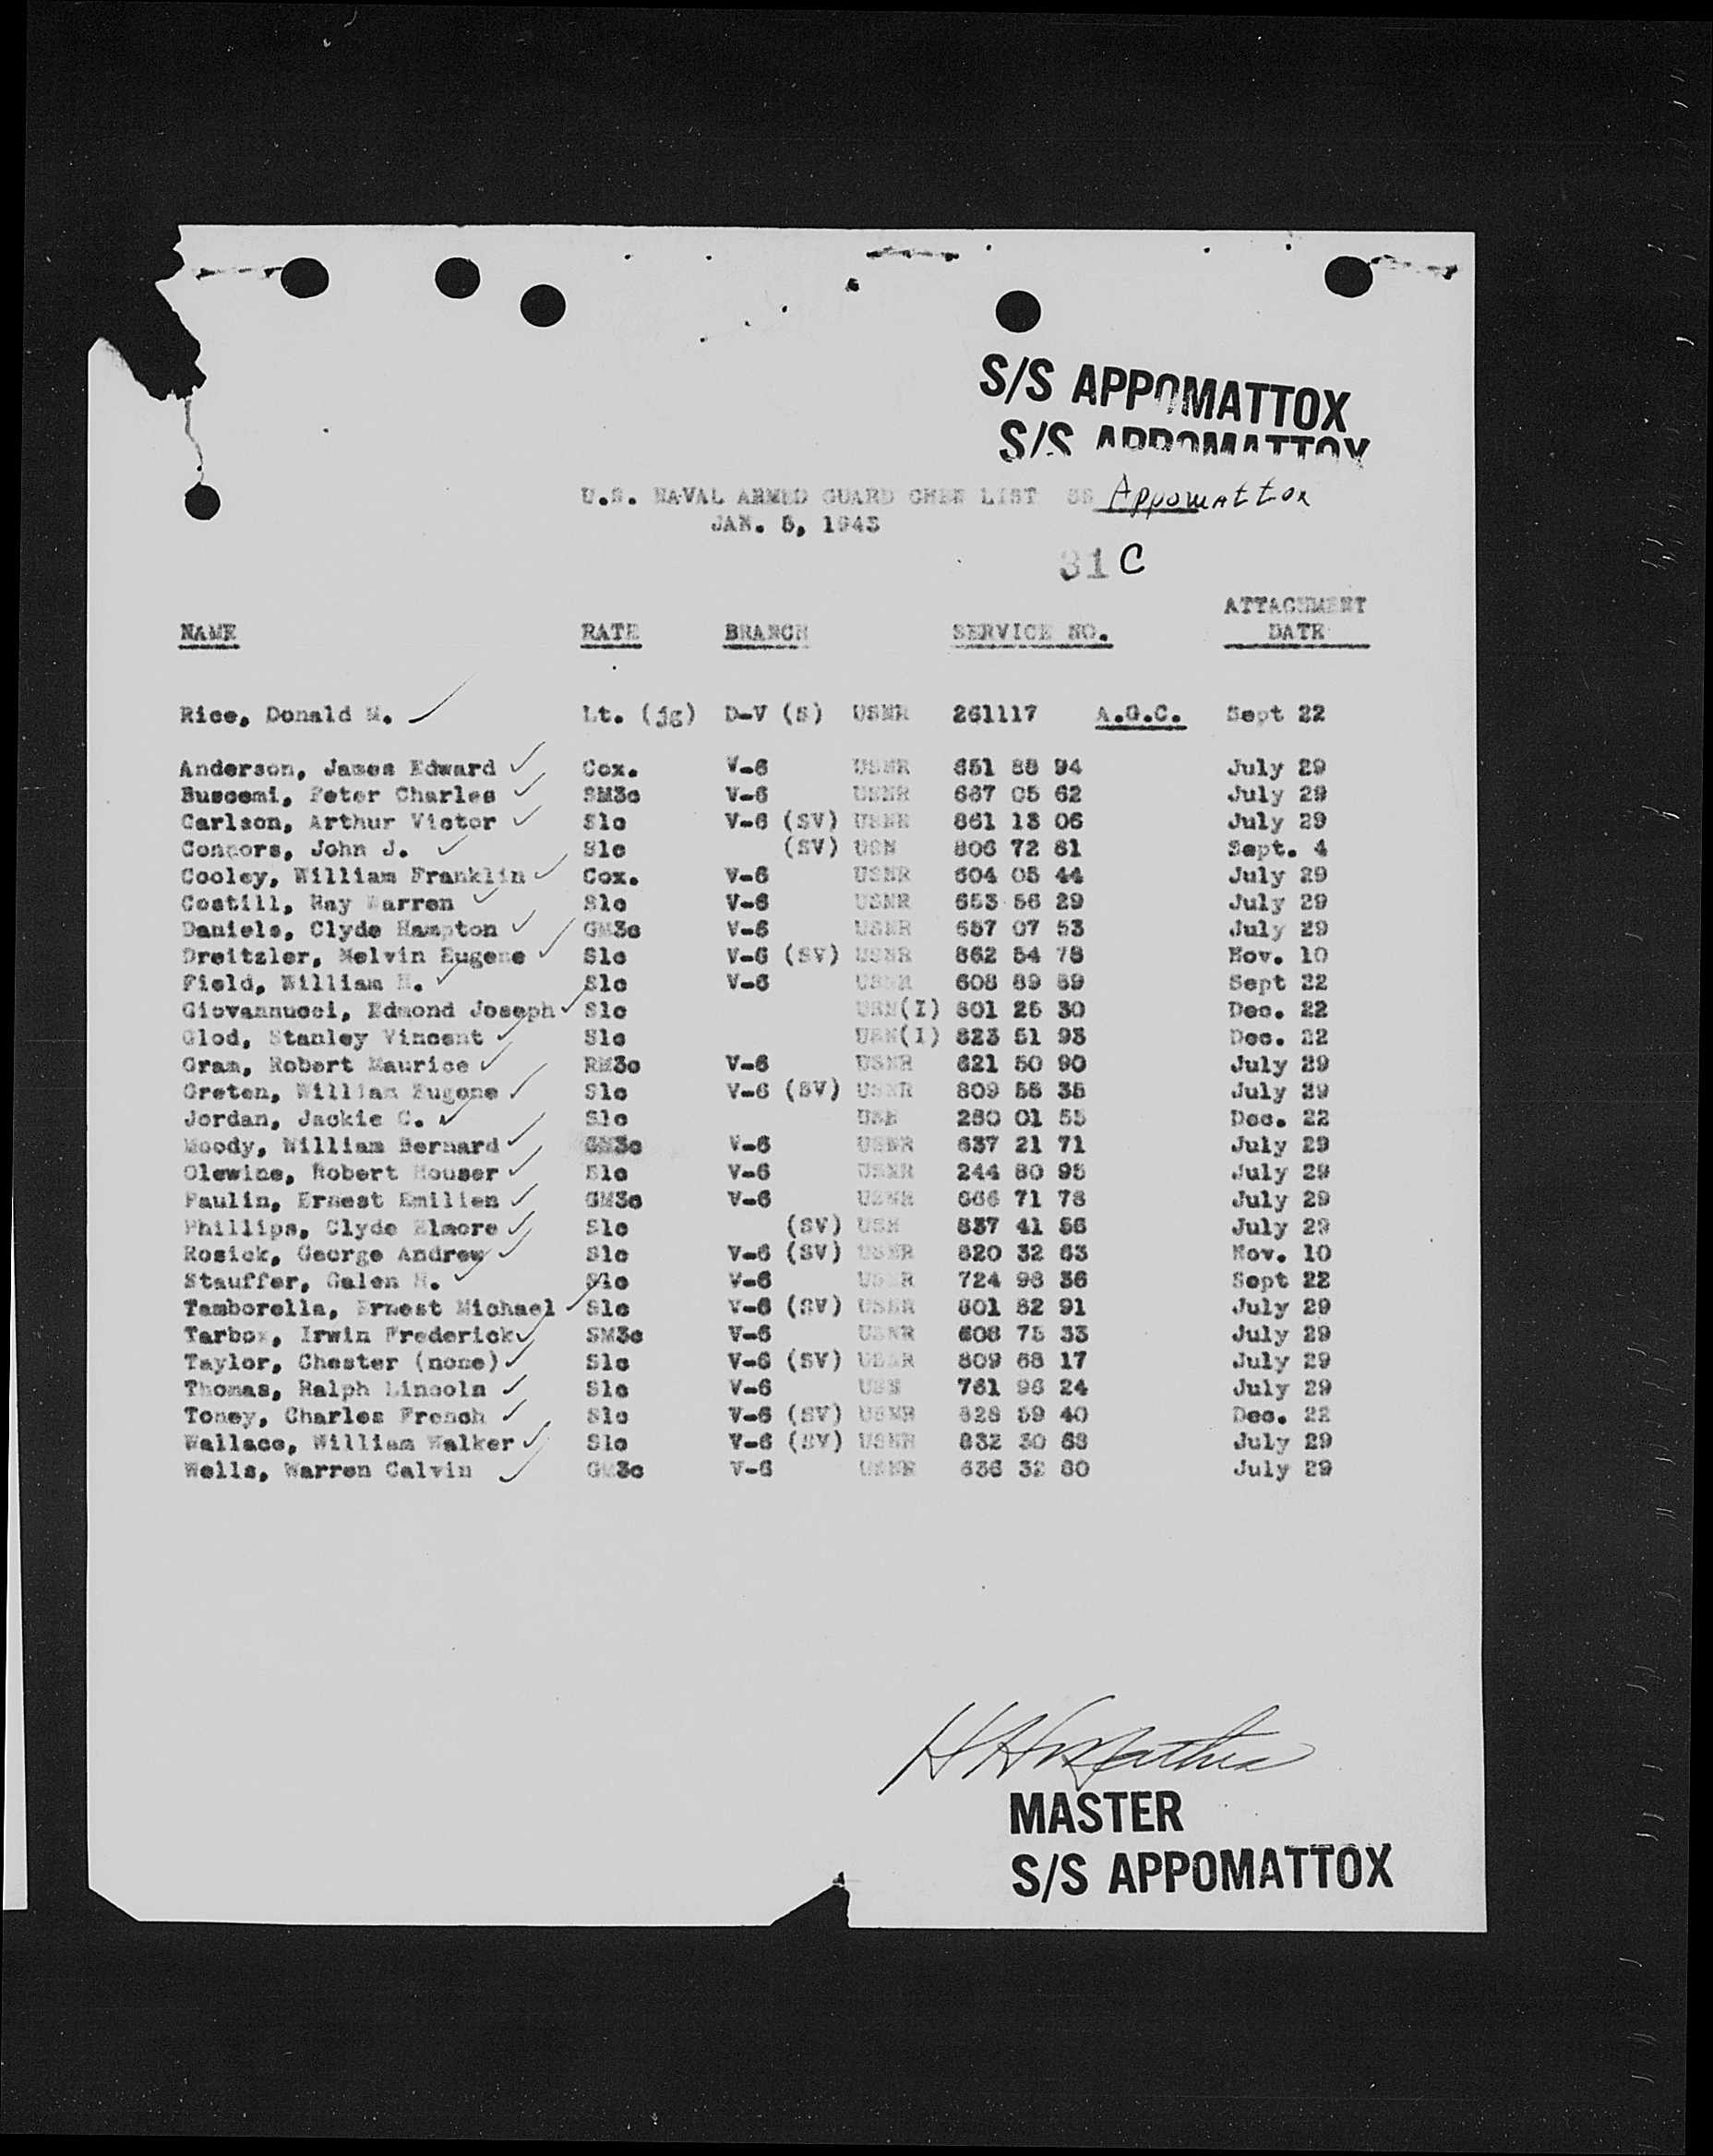 S/S APPOMATTOX
S/S APPOMATTOX
U.S. NAVAL ARMED GUARD CREW LIST SS Appomattox
JAN. 5, 1945
31 C
ATTACHMENT
NAME RATE BRANCH SERVICE NO. DATE
Rice, Donald M. Lt. (jg) D-V (S) USNR 261117 A.G.C. Sept 22
Anderson, James Edward Cox. V-6 USNR 651 88 94 July 29
Buscemi, Peter Charles SM3c V-6 USNR 667 05 62 July 29
Carlson, Arthur Victor S1c V-6 (SV) USNR 861 13 06 July 29
Connors, John J. S1c (SV) USN 806 72 81 Sept. 4
Cooley, William Franklin Cox. V-6 USNR 604 05 44 July 29
Costill, Ray Warren S1c V-6 USNR 653 56 29 July 29
Daniels, Clyde Hampton GM3c V-6 USNR 657 07 53 July 29
Dreitzler, Melvin Eugene S1c V-6 (SV) USNR 862 54 78 Nov. 10
Field, William H. S1c V-6 USNR 608 89 59 Sept 22
Giovannucci, Edmond Joseph S1c USN(I) 801 25 30 Dec. 22
Glod, Stanley Vincent S1c USN(I) 823 51 93 Dec. 22
Gram, Robert Maurice RM3c V-6 USNR 621 50 90 July 29
Greten, William Eugene S1c V-6 (SV) USNR 809 55 35 July 29
Jordan, Jackie C. S1c USN 280 01 55 Dec. 22
Moody, William Bernard GM3c V-6 USNR 637 21 71 July 29
Olewine, Robert Houser S1c V-6 USNR 244 80 95 July 29
Paulin, Ernest Emilien GM3c V-6 USNR 666 71 78 July 29
Phillips, Clyde Elmore S1c (SV) USN 837 41 56 July 29
Rosick, George Andrew S1c V-6 (SV) USNR 820 32 63 Nov. 10
Stauffer, Galen H. S1c V-6 USNR 724 98 36 Sept 22
Tamborella, Ernest Michael S1c V-6 (SV) USNR 801 82 91 July 29
Tarbox, Irwin Frederick SM3c V-6 USNR 608 75 33 July 29
Taylor, Chester (none) S1c V-6 (SV) USNR 809 68 17 July 29
Thomas, Ralph Lincoln S1c V-6 USN 761 96 24 July 29
Toney, Charles French S1c V-6 (SV) USNR 828 59 40 Dec. 22
Wallace, William Walker S1c V-6 (SV) USNR 832 30 68 July 29
Wells, Warren Calvin GM3c V-6 USNR 636 32 80 July 29
MASTER
S/S APPOMATTOX